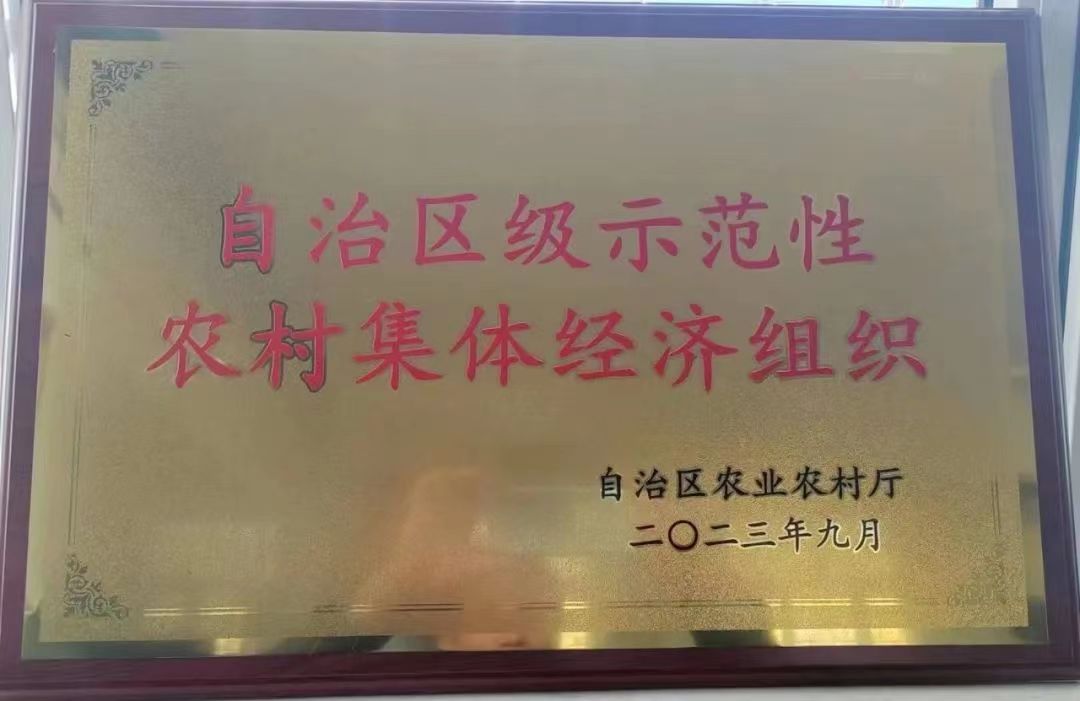 自治区级示范性
农村集体经济组织
自治区农业农村厅
二〇二三年九月